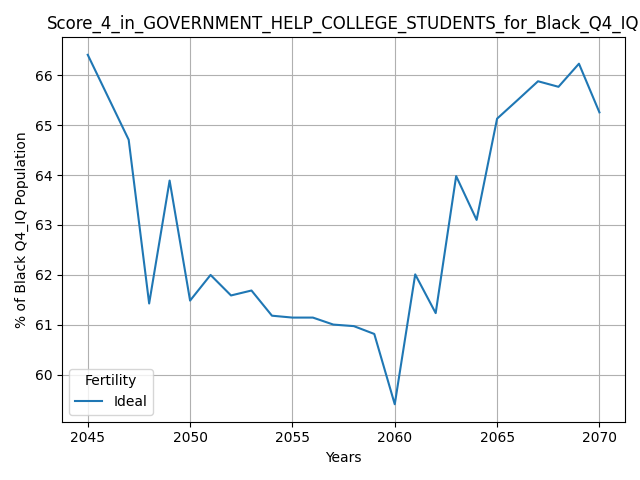 Score_4_in_GOVERNMENT_HELP_COLLEGE_STUDENTS_for_Black_Q4_IQ
% of Black Q4_IQ Population
66
65
64
63
62
61
60
Fertility
Ideal
2045
2050
2055
2060
2065
2070
Years